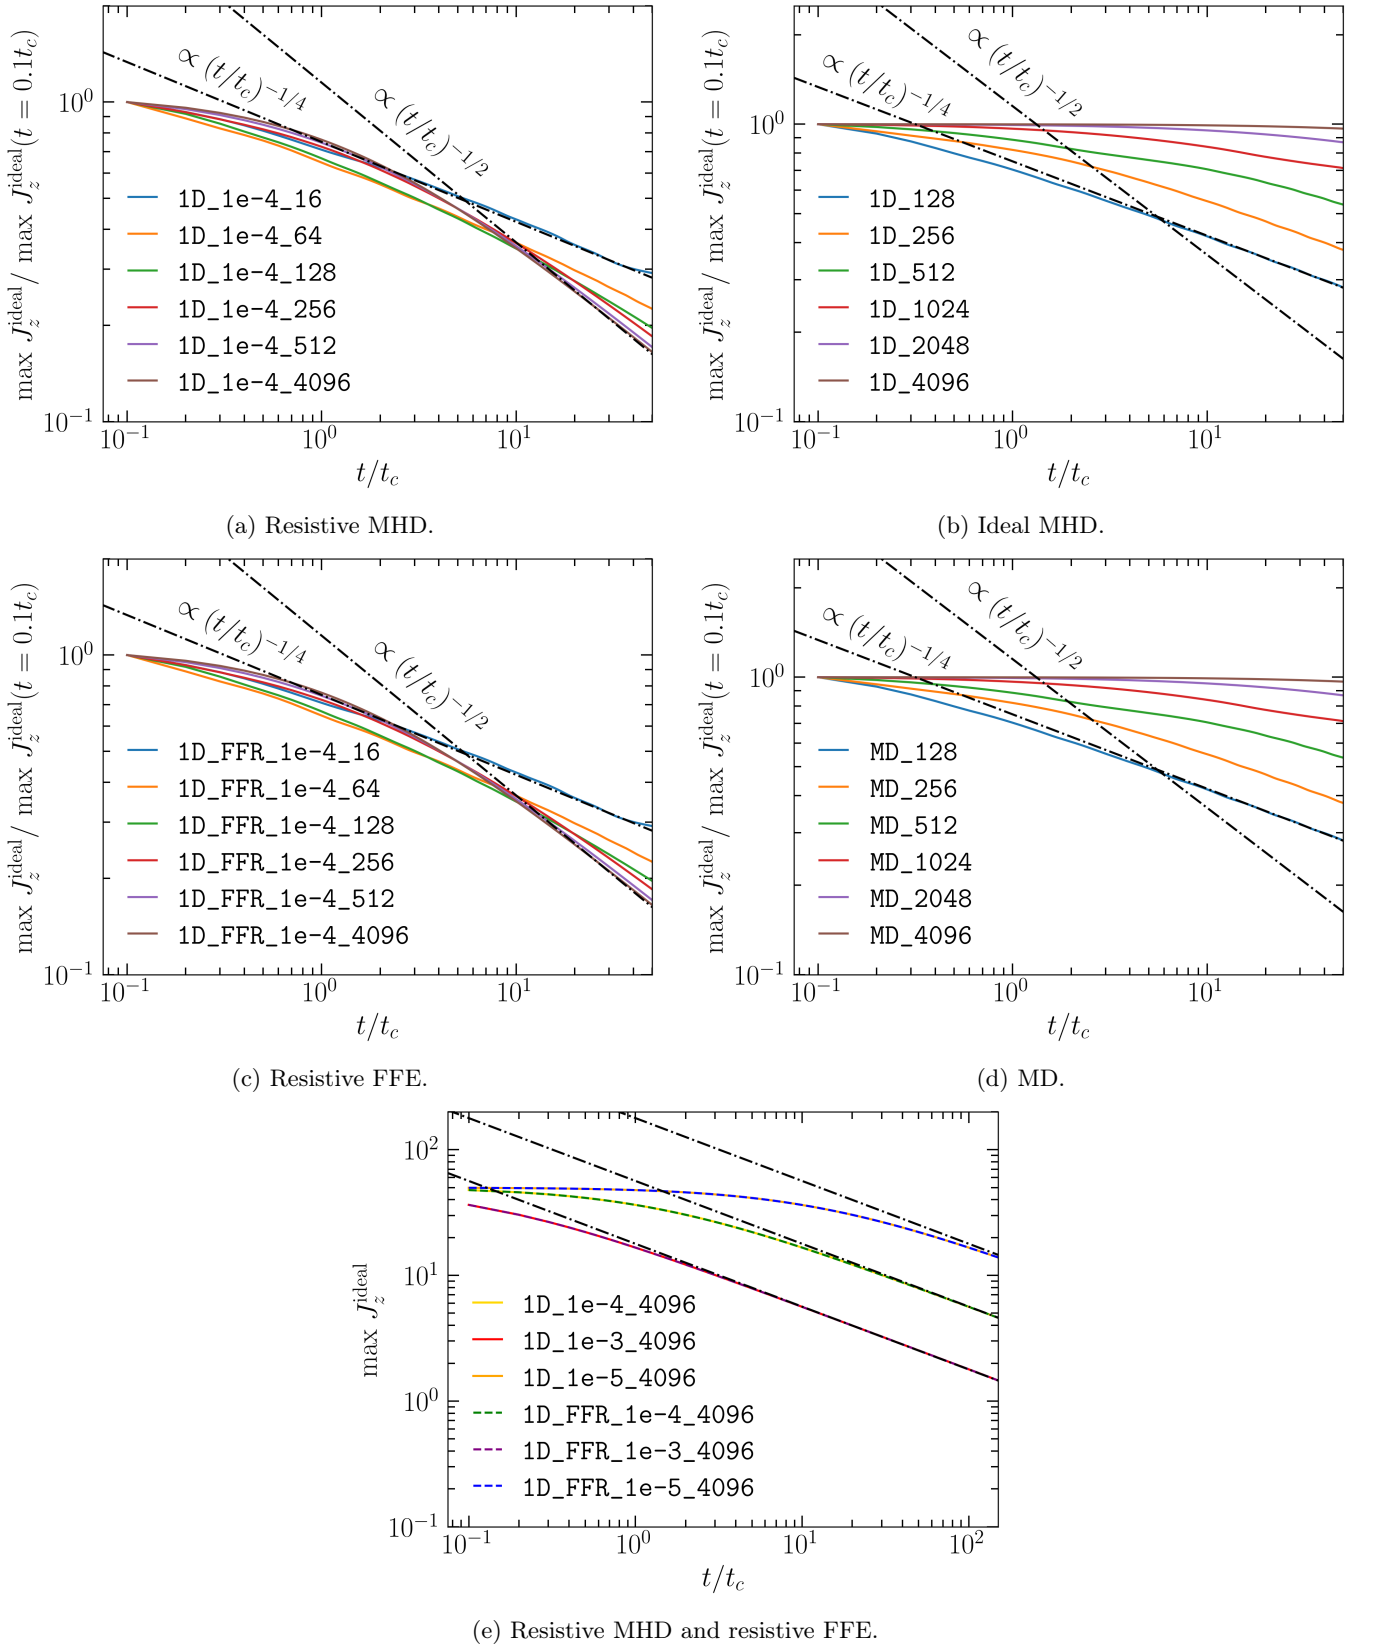 max J_z^ideal / max J_z^ideal(t = 0.1t_c)
10^0
10^−1
∝ (t/t_c)^−1/4
∝ (t/t_c)^−1/2
1D_1e-4_16
1D_1e-4_64
1D_1e-4_128
1D_1e-4_256
1D_1e-4_512
1D_1e-4_4096
10^−1 10^0 10^1
t/t_c
(a) Resistive MHD.
max J_z^ideal / max J_z^ideal(t = 0.1t_c)
10^0
10^−1
∝ (t/t_c)^−1/4
∝ (t/t_c)^−1/2
1D_128
1D_256
1D_512
1D_1024
1D_2048
1D_4096
10^−1 10^0 10^1
t/t_c
(b) Ideal MHD.
max J_z^ideal / max J_z^ideal(t = 0.1t_c)
10^0
10^−1
∝ (t/t_c)^−1/4
∝ (t/t_c)^−1/2
1D_FFR_1e-4_16
1D_FFR_1e-4_64
1D_FFR_1e-4_128
1D_FFR_1e-4_256
1D_FFR_1e-4_512
1D_FFR_1e-4_4096
10^−1 10^0 10^1
t/t_c
(c) Resistive FFE.
max J_z^ideal / max J_z^ideal(t = 0.1t_c)
10^0
10^−1
∝ (t/t_c)^−1/4
∝ (t/t_c)^−1/2
MD_128
MD_256
MD_512
MD_1024
MD_2048
MD_4096
10^−1 10^0 10^1
t/t_c
(d) MD.
max J_z^ideal
10^2
10^1
10^0
10^−1
1D_1e-4_4096
1D_1e-3_4096
1D_1e-5_4096
1D_FFR_1e-4_4096
1D_FFR_1e-3_4096
1D_FFR_1e-5_4096
10^−1 10^0 10^1 10^2
t/t_c
(e) Resistive MHD and resistive FFE.